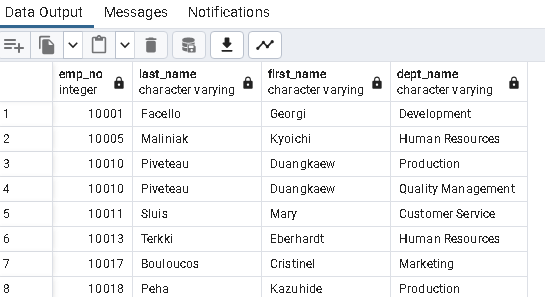 Data Output Messages Notifications
emp_no last_name first_name dept_name
integer character varying character varying character varying
1 10001 Facello Georgi Development
2 10005 Maliniak Kyoichi Human Resources
3 10010 Piveteau Duangkaew Production
4 10010 Piveteau Duangkaew Quality Management
5 10011 Sluis Mary Customer Service
6 10013 Terkki Eberhardt Human Resources
7 10017 Bouloucos Cristinel Marketing
8 10018 Peha Kazuhide Production